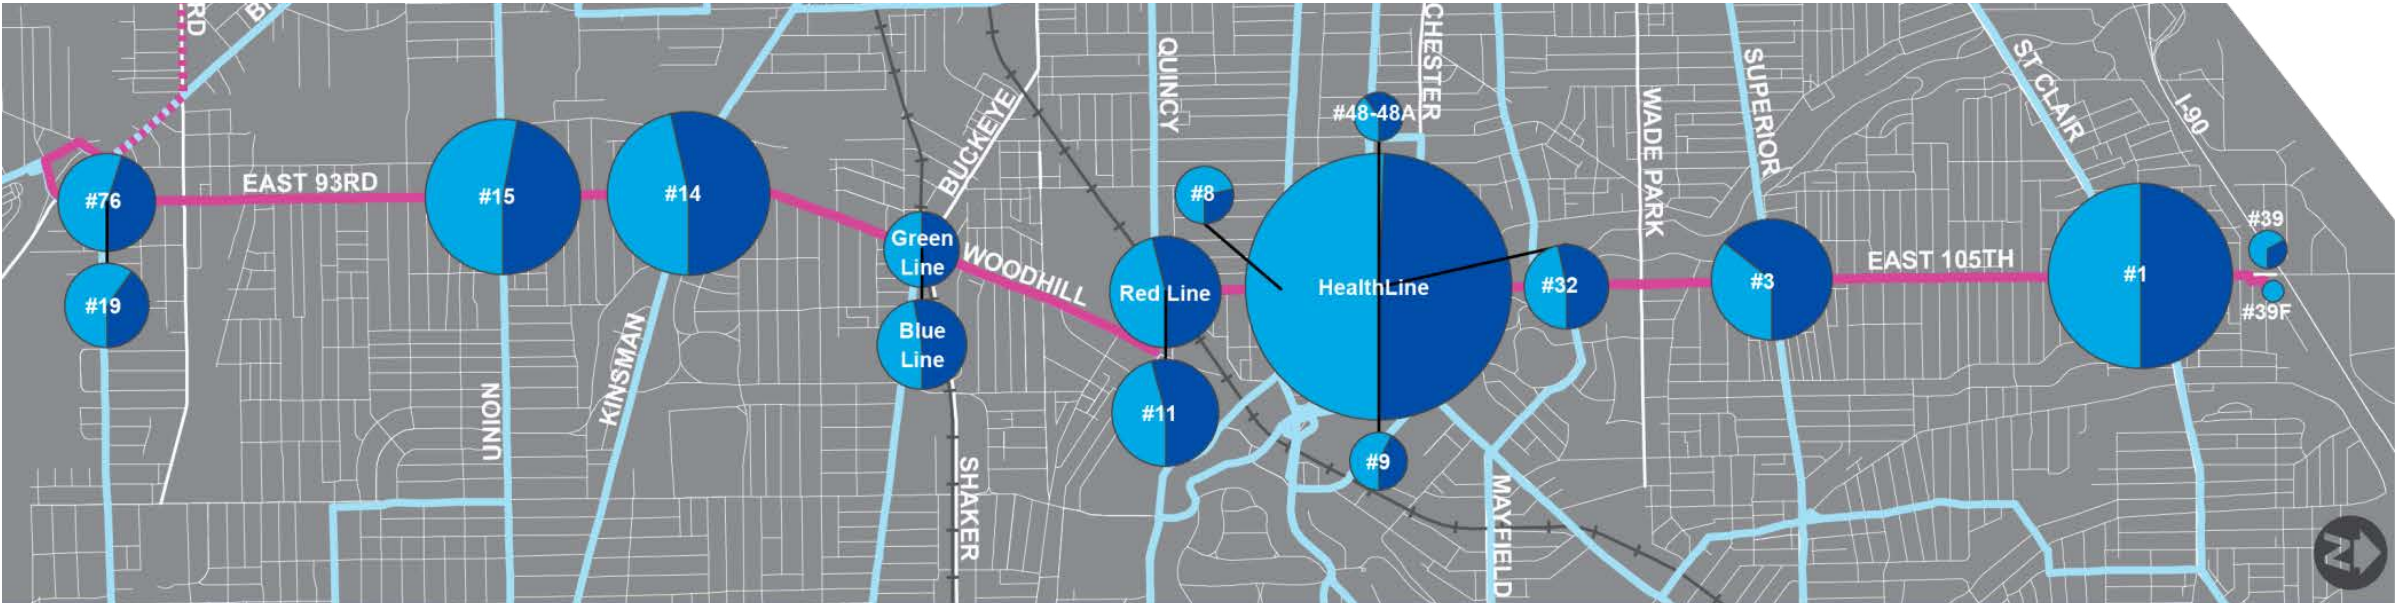 RD
#76
#19
EAST 93RD
#15
UNION
#14
KINSMAN
Green
Line
Blue
Line
BUCKEYE
SHAKER
WOODHILL
QUINCY
Red Line
#11
#8
#48-48A
CHESTER
HealthLine
#9
#32
MAYFIELD
WADE PARK
SUPERIOR
#3
EAST 105TH
ST CLAIR
#1
I-90
#39
#39F
N